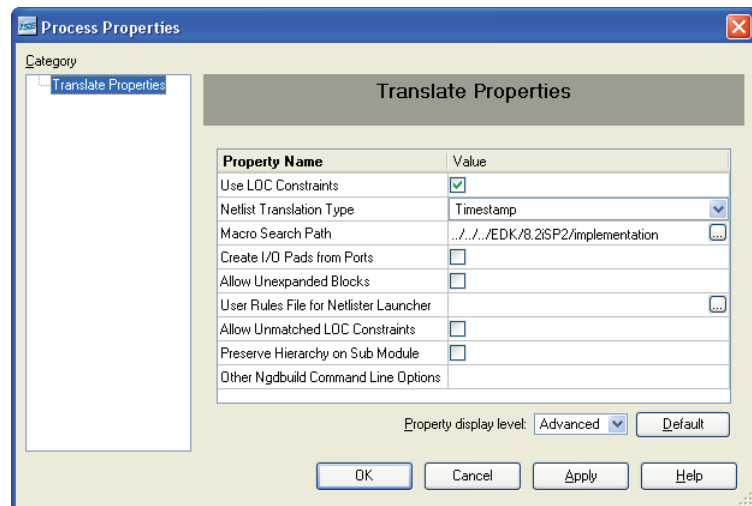 ISE Process Properties
Category
Translate Properties
Translate Properties
Property Name Value
Use LOC Constraints
Netlist Translation Type Timestamp
Macro Search Path ../../../EDK/8.2iSP2/implementation ...
Create I/O Pads from Ports
Allow Unexpanded Blocks
User Rules File for Netlister Launcher ...
Allow Unmatched LOC Constraints
Preserve Hierarchy on Sub Module
Other Ngdbuild Command Line Options
Property display level: Advanced Default
OK Cancel Apply Help